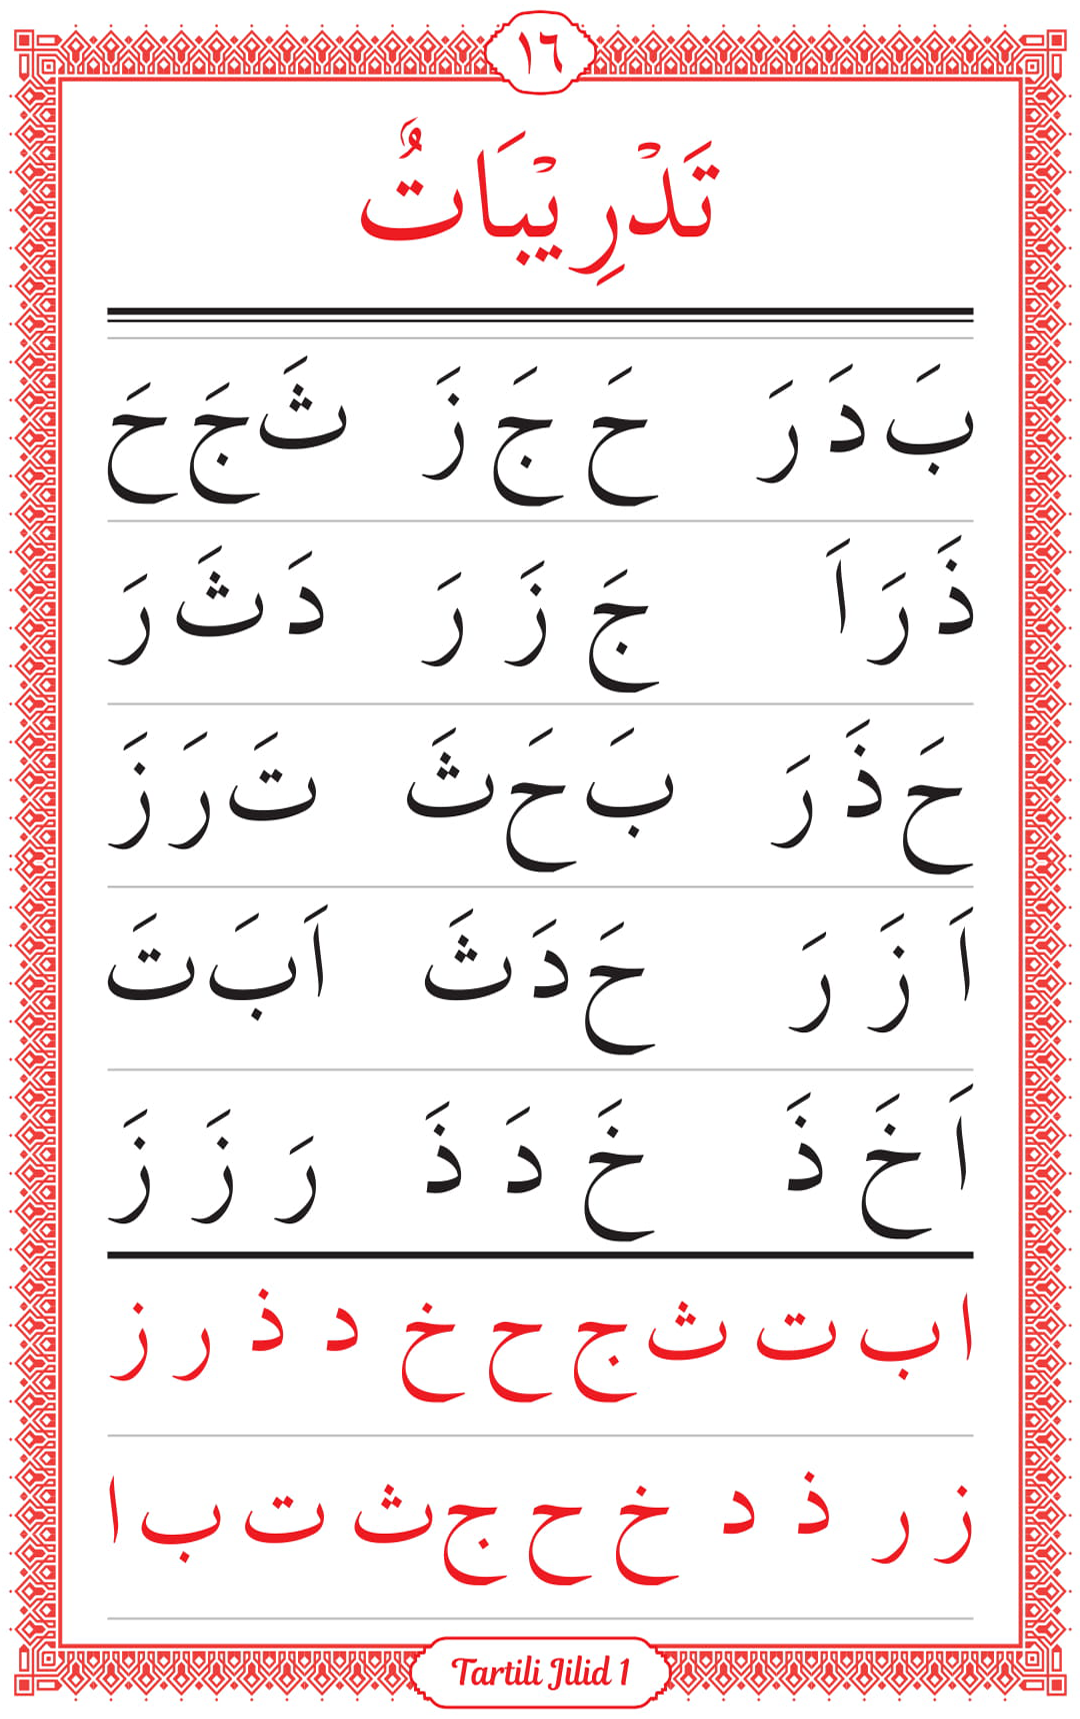 ١٦
تَدْرِيْبَاتٌ
بَ دَ رَ حَ جَ زَ ثَ جَ حَ
ذَ رَ اَ جَ زَ رَ دَ ثَ رَ
حَ ذَ رَ بَ حَ ثَ تَ رَ زَ
اَ زَ رَ حَ دَ ثَ اَ بَ تَ
اَ خَ ذَ خَ دَ ذَ رَ زَ زَ
ا ب ت ث ج ح خ د ذ ر ز
ز ر ذ د خ ح ج ث ت ب ا
Tartili Jilid 1